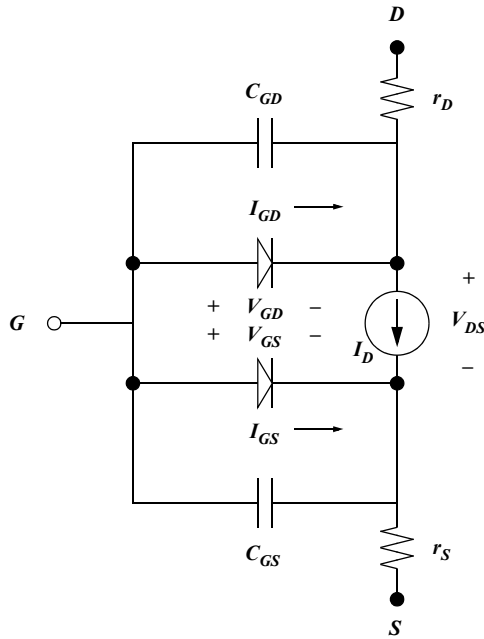 D
C_GD
r_D
I_GD
+ V_GD −
+
G
+ V_GS −
I_D
V_DS
−
I_GS
C_GS
r_S
S